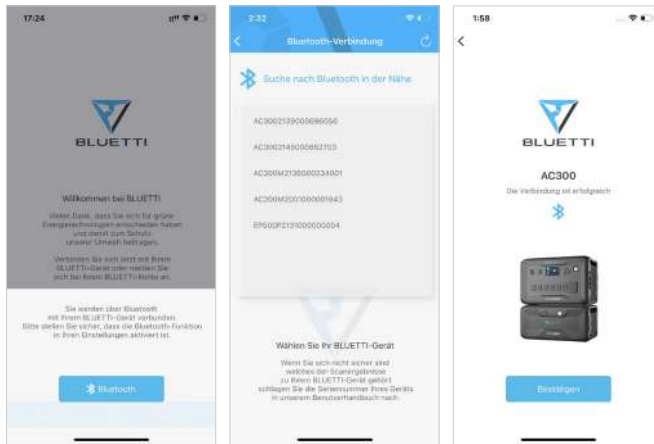 17:24
BLUETTI
Willkommen bei BLUETTI
Vielen Dank, dass Sie sich für grüne
Energietechnologien entschieden haben
und damit zum Schutz
unserer Umwelt beitragen.
Verbinden Sie sich jetzt mit Ihrem
BLUETTI-Gerät oder melden Sie
sich bei Ihrem BLUETTI-Konto an.
Sie werden über Bluetooth
mit Ihrem BLUETTI-Gerät verbunden.
Bitte stellen Sie sicher, dass die Bluetooth-Funktion
in Ihren Einstellungen aktiviert ist.
Bluetooth
2:32
Bluetooth-Verbindung
Suche nach Bluetooth in der Nähe
AC3002139000696056
AC3002145000852703
AC200M2001000001943
EP500P2131000000004
Wählen Sie Ihr BLUETTI-Gerät
Wenn Sie sich nicht sicher sind
welches der Scanergebnisse
zu Ihrem BLUETTI-Gerät gehört
schlagen Sie die Seriennummer Ihres Geräts
in unserem Benutzerhandbuch nach.
1:58
BLUETTI
AC300
Die Verbindung ist erfolgreich
Bestätigen